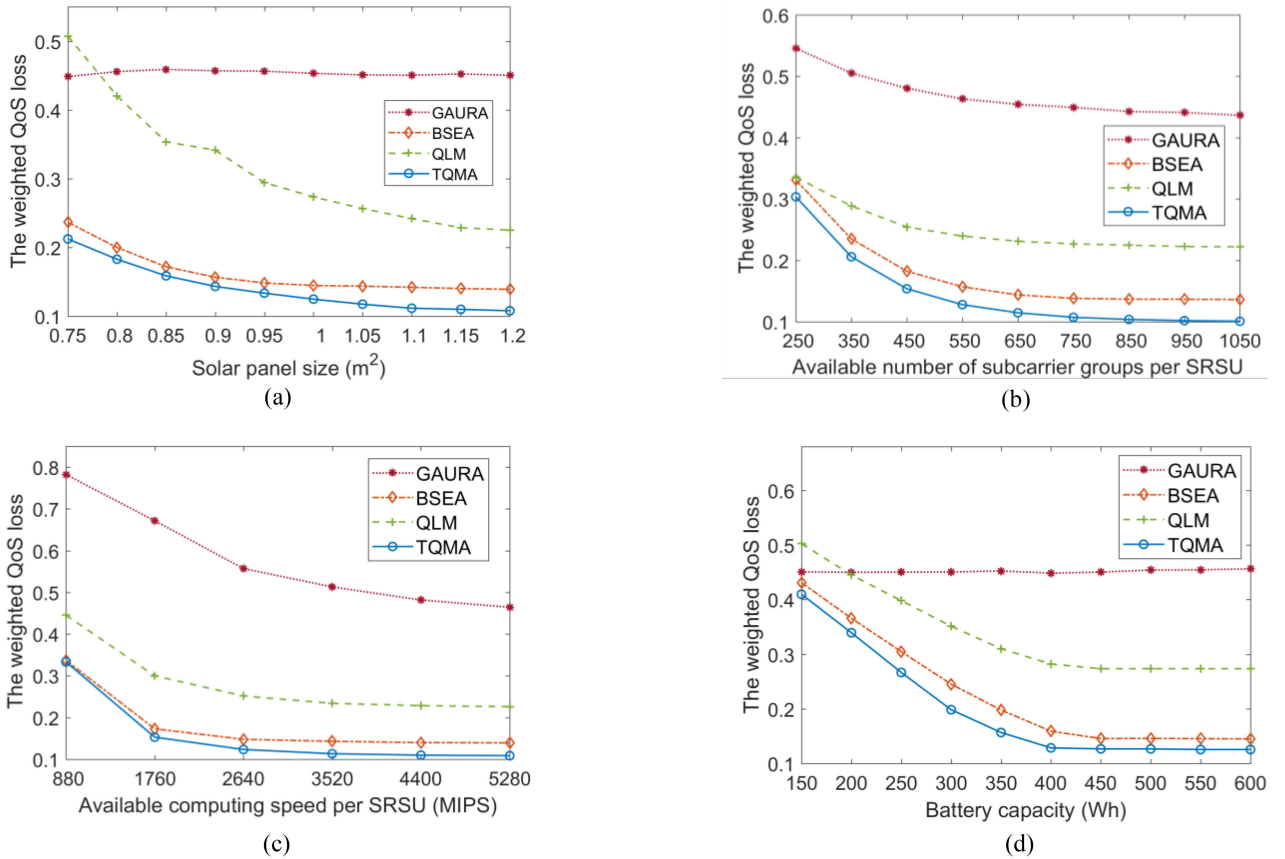 The weighted QoS loss
0.5
0.4
0.3
0.2
0.1
GAURA
BSEA
QLM
TQMA
0.75 0.8 0.85 0.9 0.95 1 1.05 1.1 1.15 1.2
Solar panel size (m²)
(a)
The weighted QoS loss
0.6
0.5
0.4
0.3
0.2
0.1
GAURA
BSEA
QLM
TQMA
250 350 450 550 650 750 850 950 1050
Available number of subcarrier groups per SRSU
(b)
The weighted QoS loss
0.8
0.7
0.6
0.5
0.4
0.3
0.2
0.1
GAURA
BSEA
QLM
TQMA
880 1760 2640 3520 4400 5280
Available computing speed per SRSU (MIPS)
(c)
The weighted QoS loss
0.6
0.5
0.4
0.3
0.2
0.1
GAURA
BSEA
QLM
TQMA
150 200 250 300 350 400 450 500 550 600
Battery capacity (Wh)
(d)